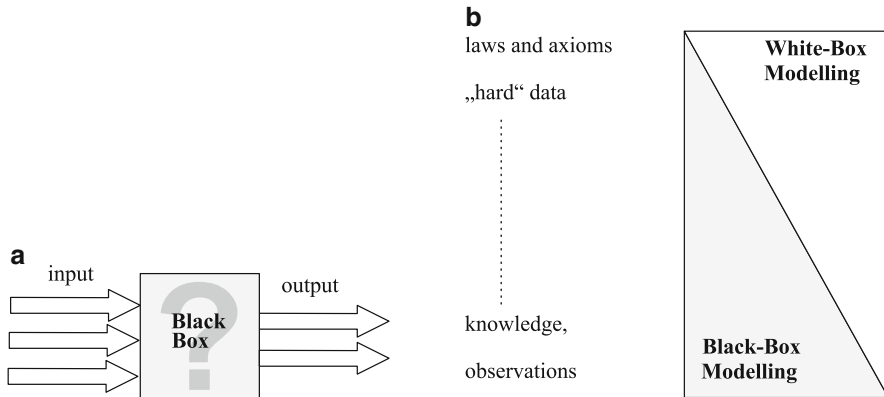 a
input
Black
Box
?
output
b
laws and axioms
„hard“ data
knowledge,
observations
White-Box
Modelling
Black-Box
Modelling